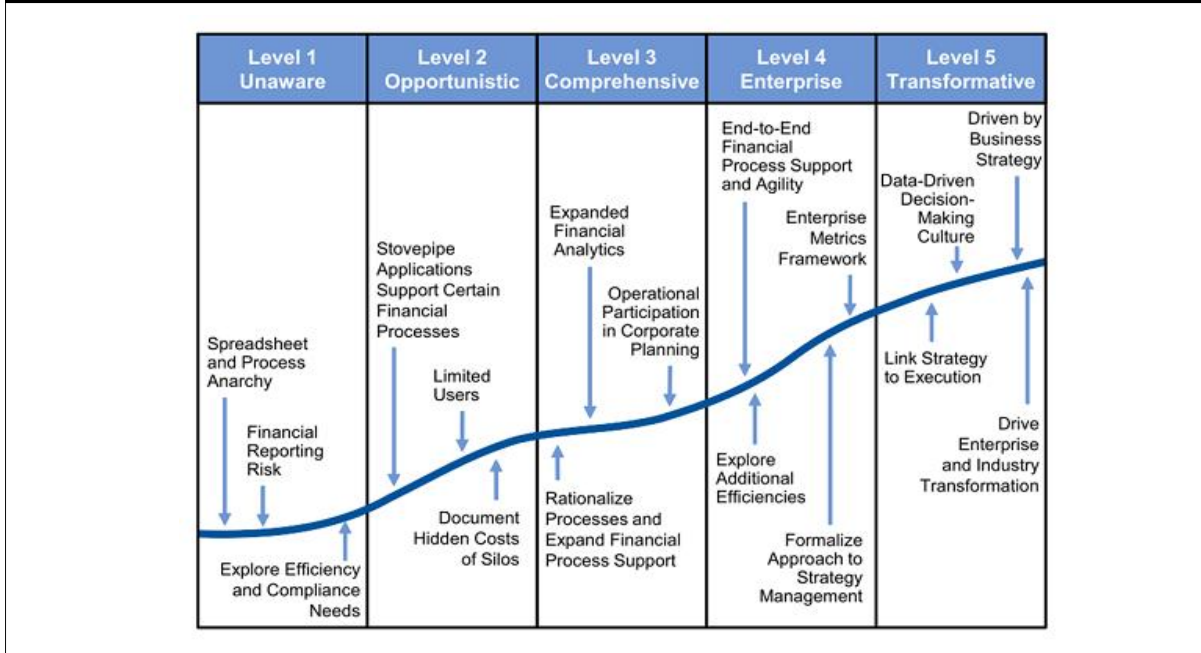 Level 1
Unaware
Level 2
Opportunistic
Level 3
Comprehensive
Level 4
Enterprise
Level 5
Transformative
Spreadsheet
and Process
Anarchy
Financial
Reporting
Risk
Explore Efficiency
and Compliance
Needs
Stovepipe
Applications
Support Certain
Financial
Processes
Limited
Users
Document
Hidden Costs
of Silos
Expanded
Financial
Analytics
Operational
Participation
in Corporate
Planning
Rationalize
Processes and
Expand Financial
Process Support
End-to-End
Financial
Process Support
and Agility
Enterprise
Metrics
Framework
Explore
Additional
Efficiencies
Formalize
Approach to
Strategy
Management
Driven by
Business
Strategy
Data-Driven
Decision-
Making
Culture
Link Strategy
to Execution
Drive
Enterprise
and Industry
Transformation